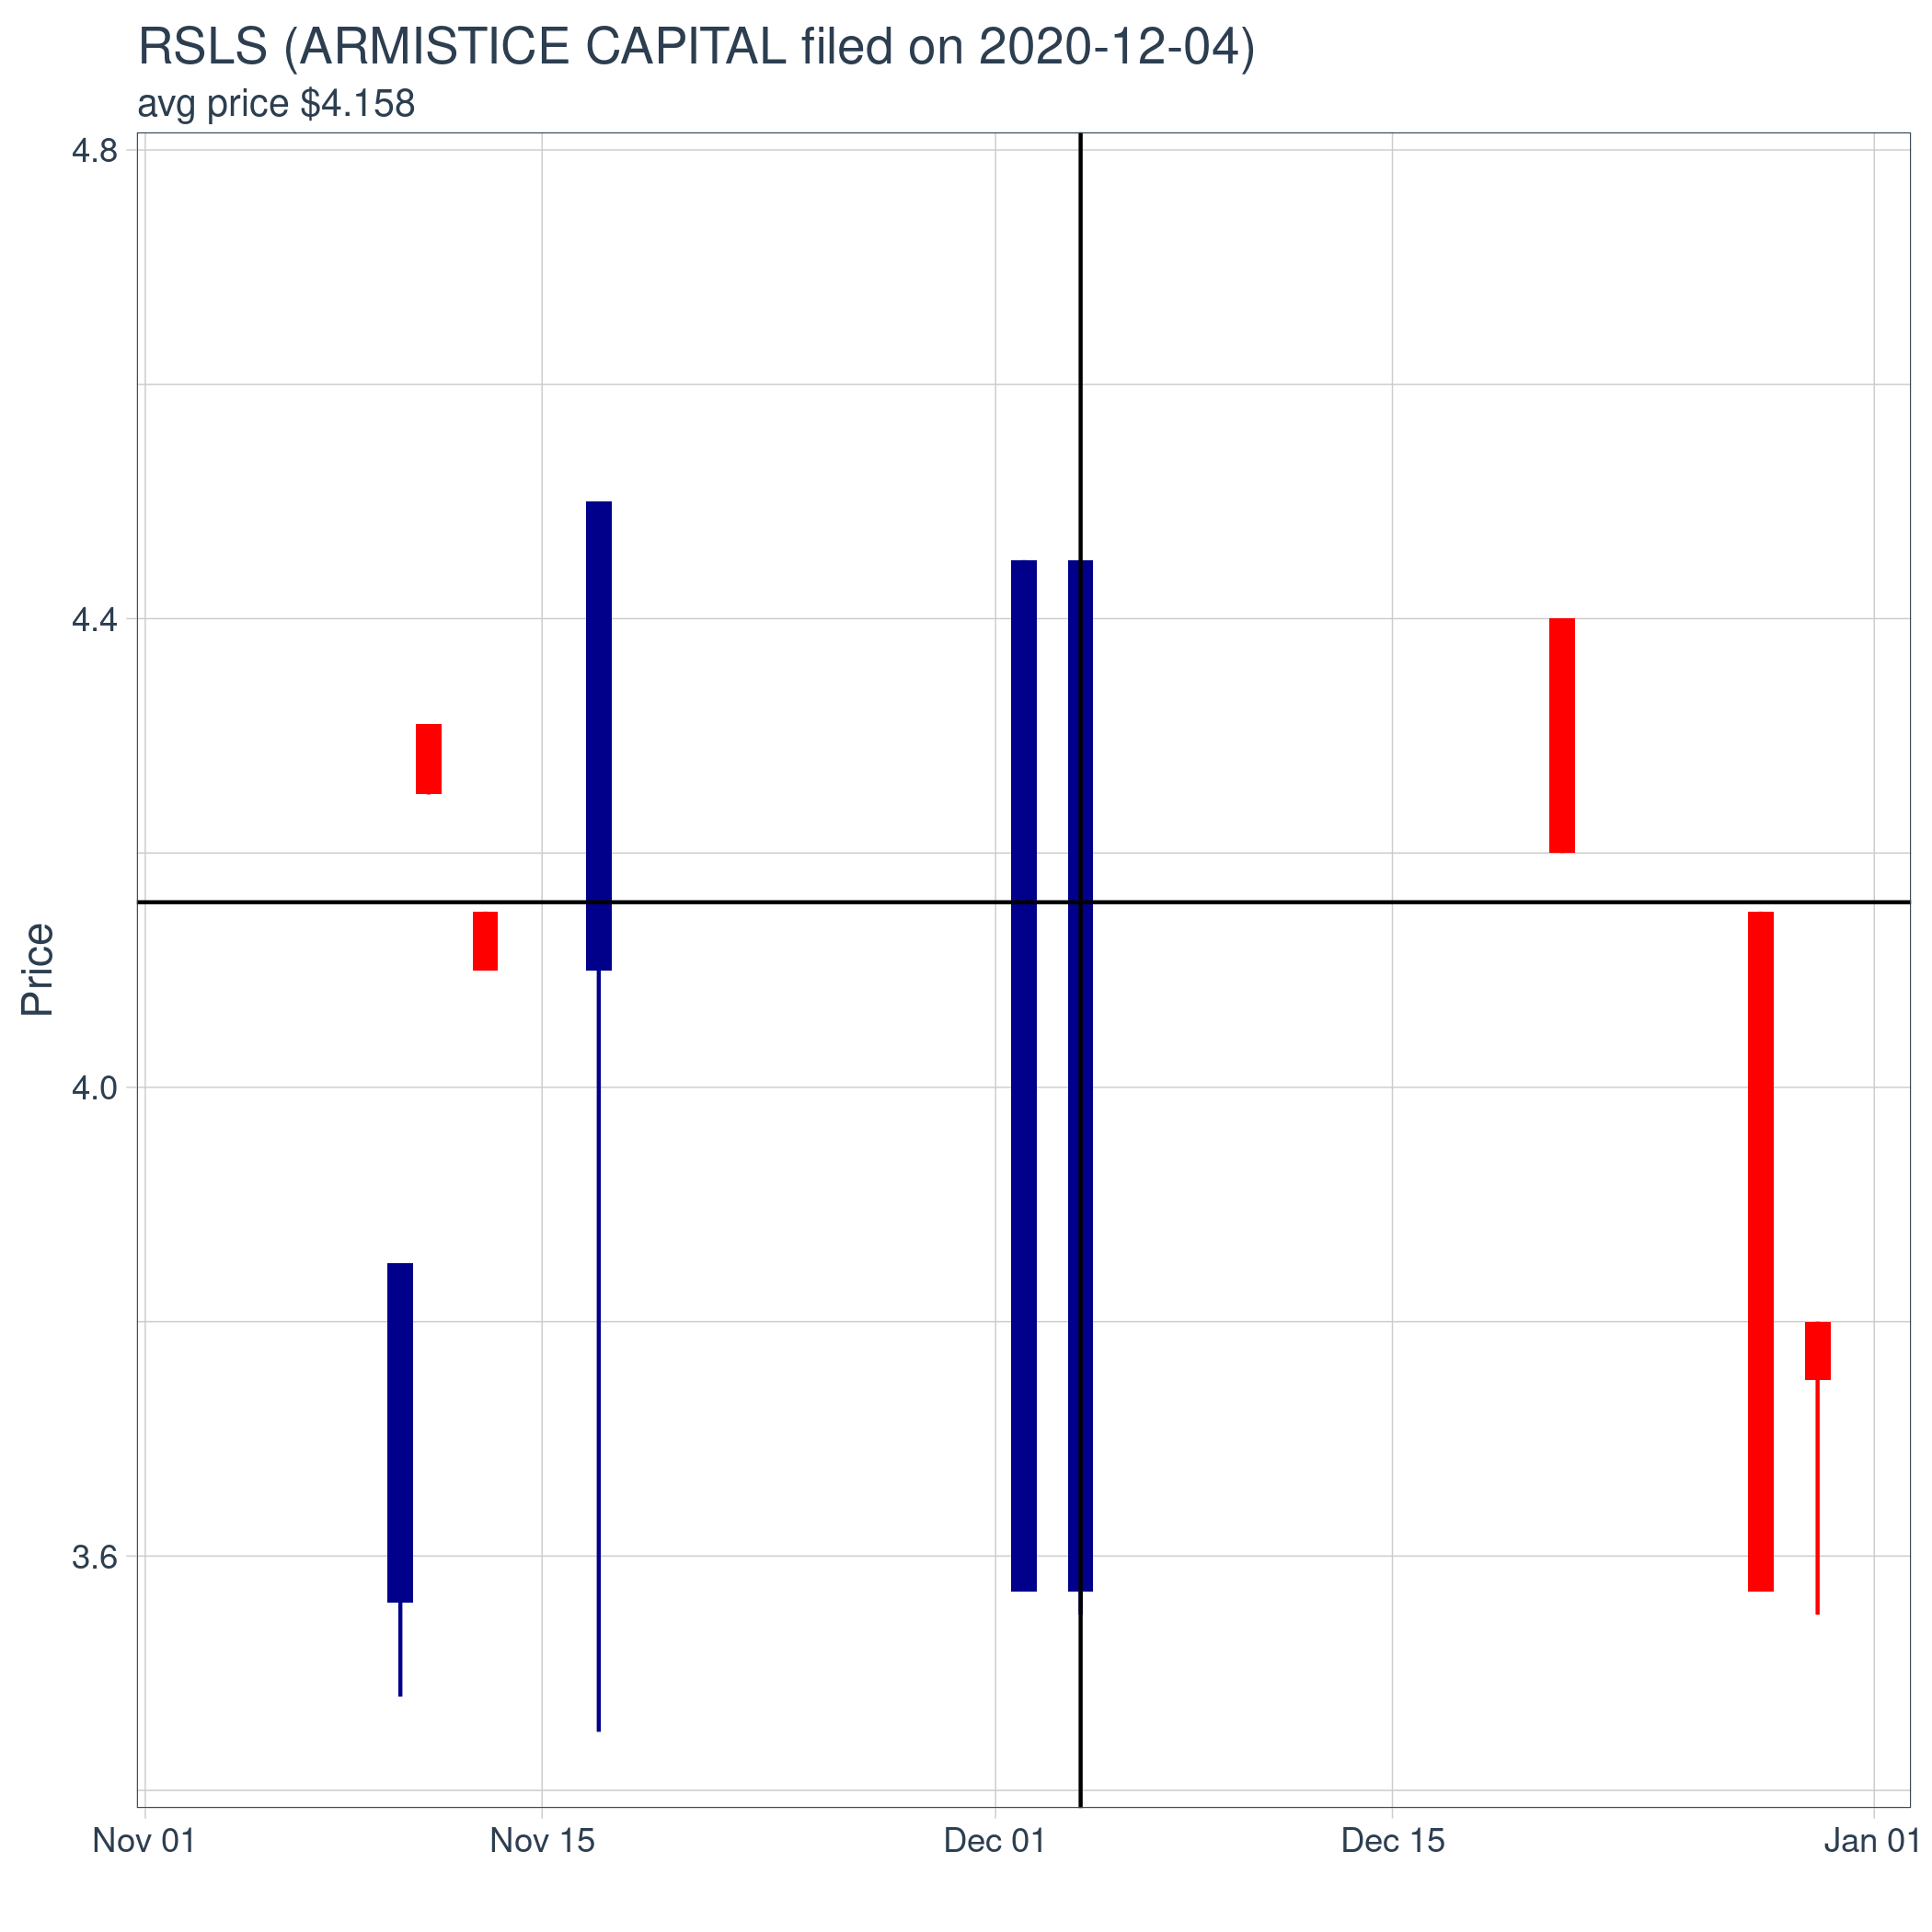 RSLS (ARMISTICE CAPITAL filed on 2020-12-04)
avg price $4.158
4.8
4.4
4.0
3.6
Price
Nov 01
Nov 15
Dec 01
Dec 15
Jan 01